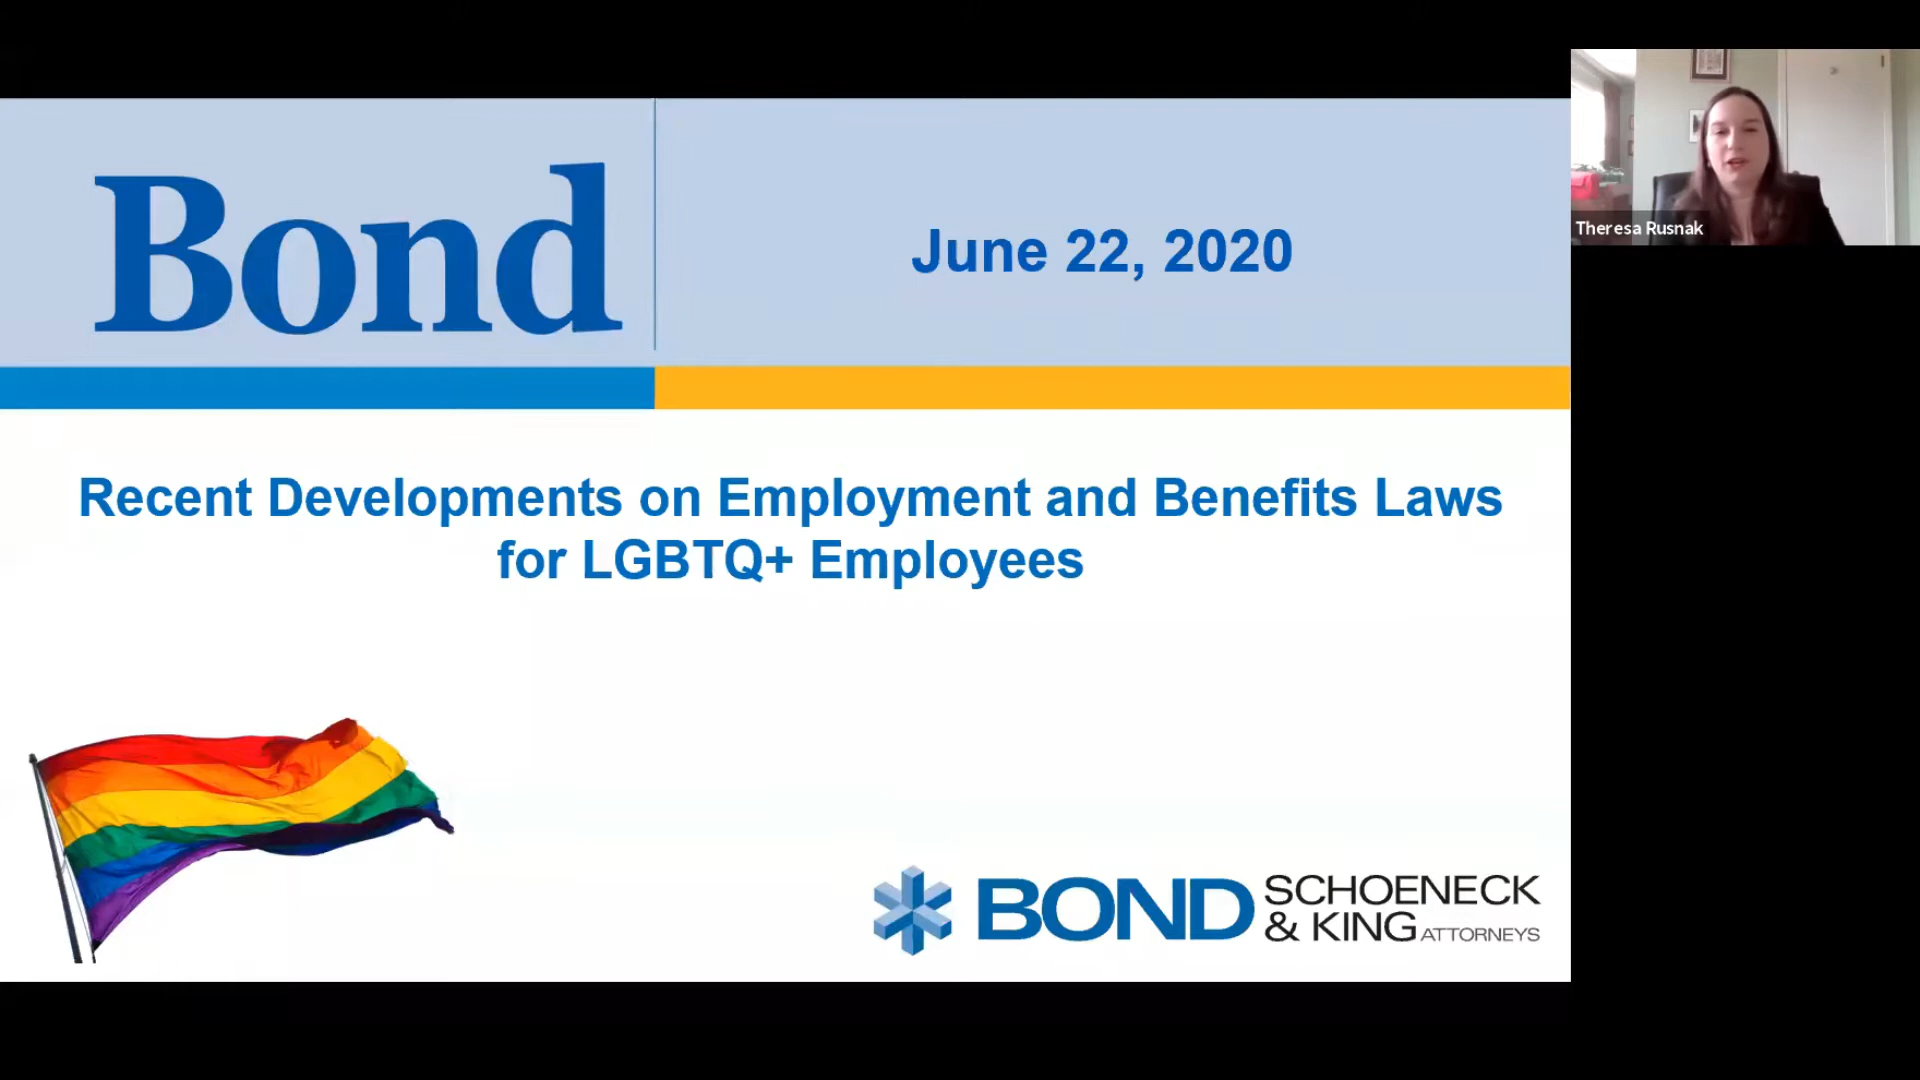 Bond
June 22, 2020
Theresa Rusnak
Recent Developments on Employment and Benefits Laws
for LGBTQ+ Employees
BOND SCHOENECK
& KING ATTORNEYS